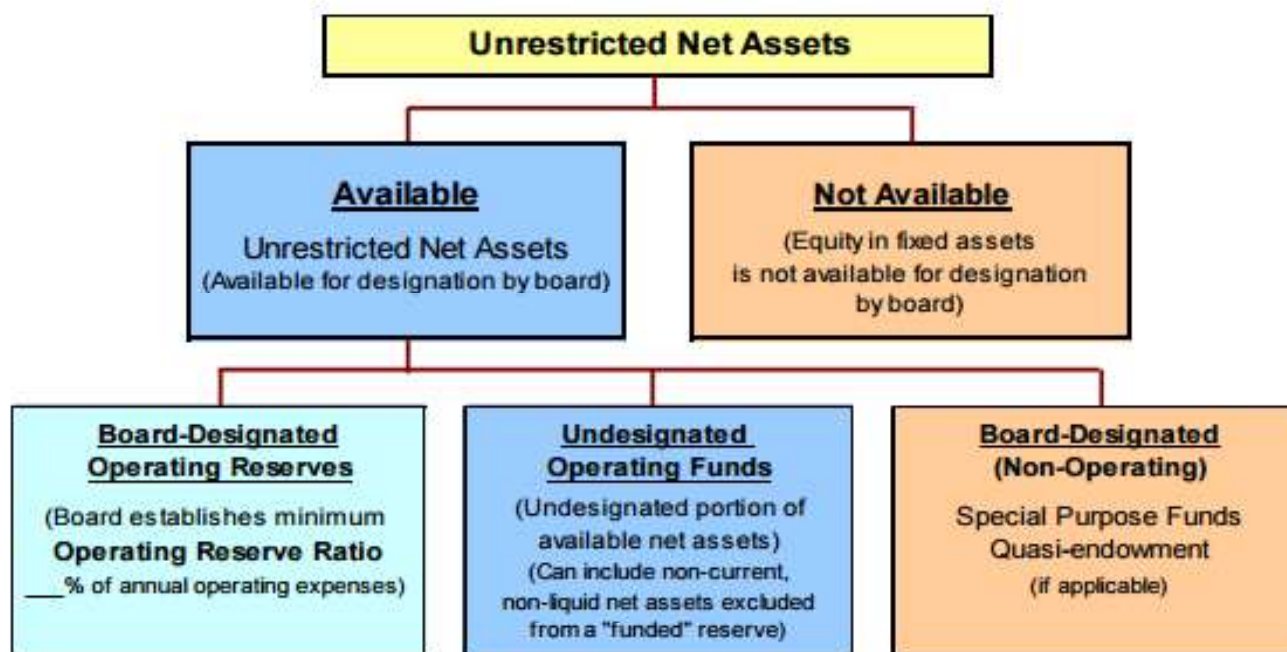 Unrestricted Net Assets
Available
Unrestricted Net Assets
(Available for designation by board)
Not Available
(Equity in fixed assets
is not available for designation
by board)
Board-Designated
Operating Reserves
(Board establishes minimum
Operating Reserve Ratio
___% of annual operating expenses)
Undesignated
Operating Funds
(Undesignated portion of
available net assets)
(Can include non-current,
non-liquid net assets excluded
from a "funded" reserve)
Board-Designated
(Non-Operating)
Special Purpose Funds
Quasi-endowment
(if applicable)